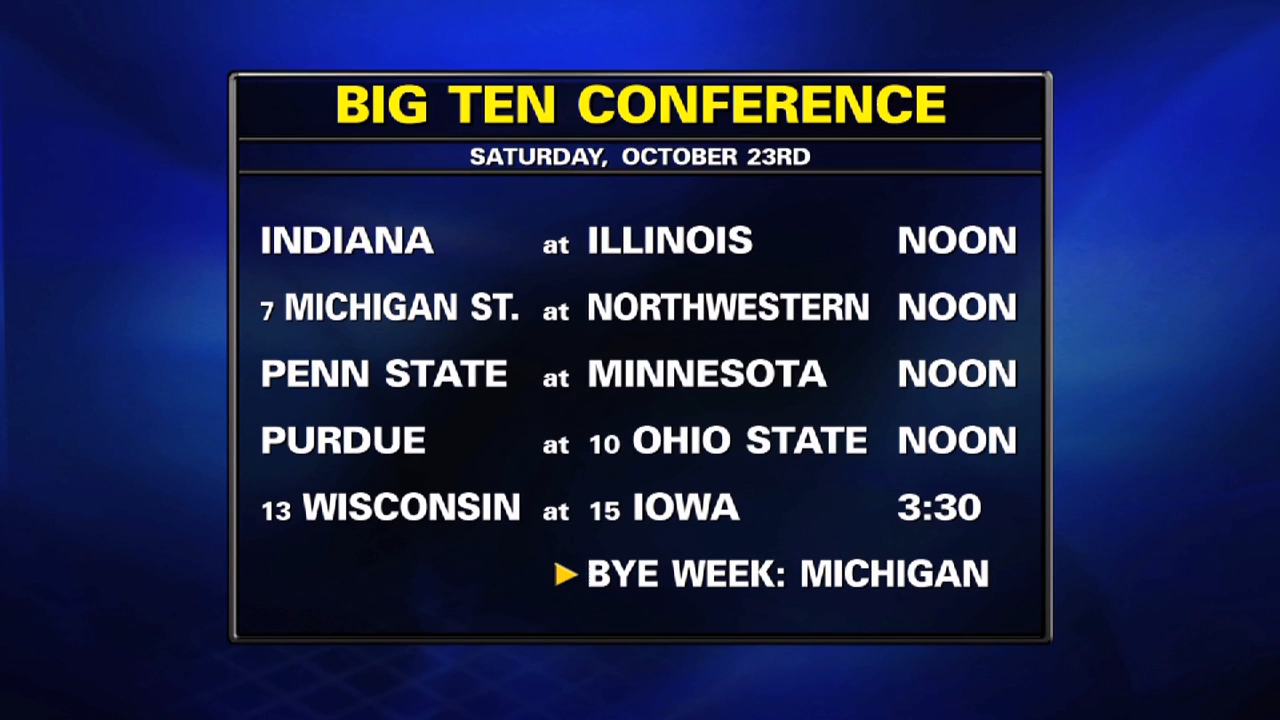 BIG TEN CONFERENCE
SATURDAY, OCTOBER 23RD
INDIANA at ILLINOIS NOON
7 MICHIGAN ST. at NORTHWESTERN NOON
PENN STATE at MINNESOTA NOON
PURDUE at 10 OHIO STATE NOON
13 WISCONSIN at 15 IOWA 3:30
BYE WEEK: MICHIGAN